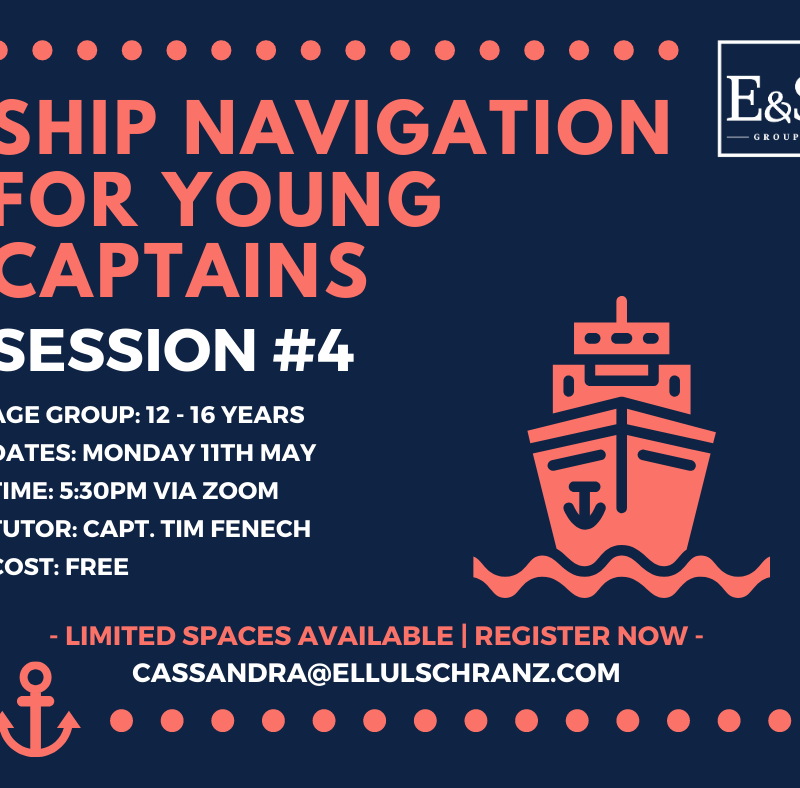 SHIP NAVIGATION
FOR YOUNG
CAPTAINS
SESSION #4
AGE GROUP: 12 - 16 YEARS
DATES: MONDAY 11TH MAY
TIME: 5:30PM VIA ZOOM
TUTOR: CAPT. TIM FENECH
COST: FREE
- LIMITED SPACES AVAILABLE | REGISTER NOW -
CASSANDRA@ELLULSCHRANZ.COM
E&S
GROUP